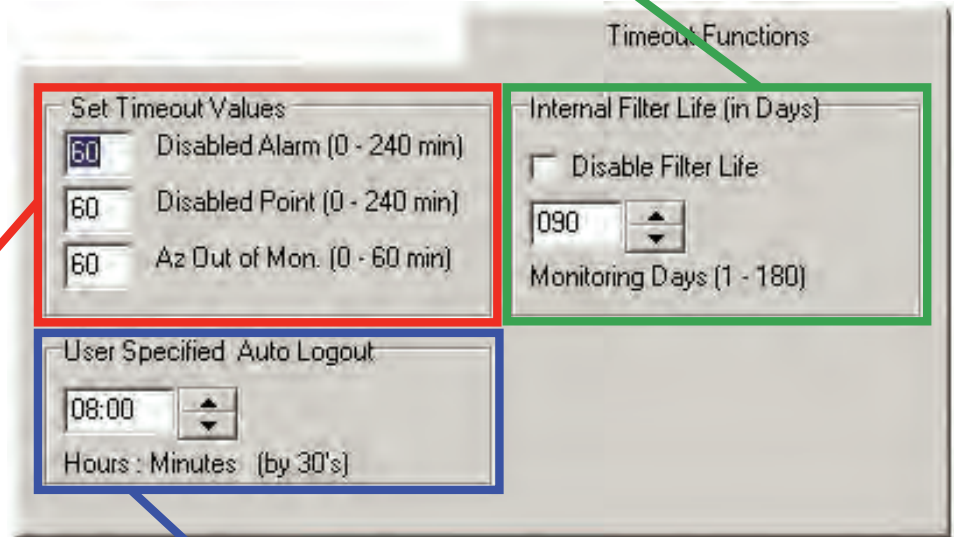 Timeout Functions
Set Timeout Values
60 Disabled Alarm (0 - 240 min)
60 Disabled Point (0 - 240 min)
60 Az Out of Mon. (0 - 60 min)
Internal Filter Life (in Days)
Disable Filter Life
090
Monitoring Days (1 - 180)
User Specified Auto Logout
08:00
Hours : Minutes (by 30's)